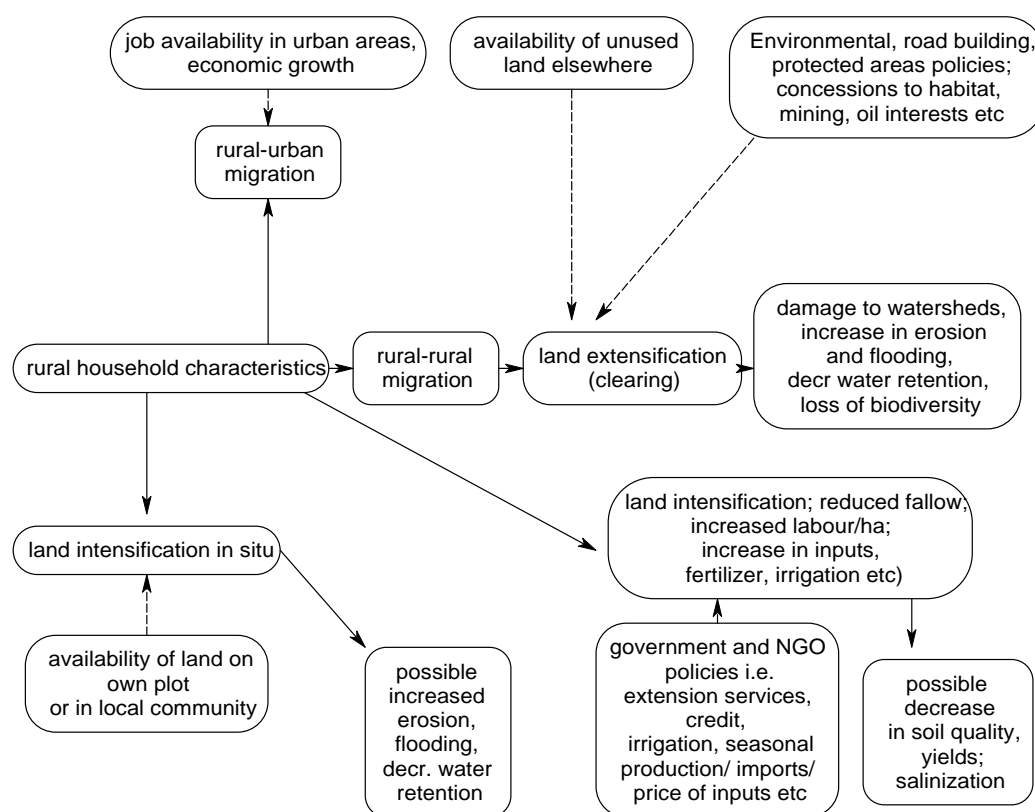 job availability in urban areas,
economic growth
availability of unused
land elsewhere
Environmental, road building,
protected areas policies;
concessions to habitat,
mining, oil interests etc
rural-urban
migration
rural household characteristics
rural-rural
migration
land extensification
(clearing)
damage to watersheds,
increase in erosion
and flooding,
decr water retention,
loss of biodiversity
land intensification in situ
land intensification; reduced fallow;
increased labour/ha;
increase in inputs,
fertilizer, irrigation etc)
availability of land on
own plot
or in local community
possible
increased
erosion,
flooding,
decr. water
retention
government and NGO
policies i.e.
extension services,
credit,
irrigation, seasonal
production/ imports/
price of inputs etc
possible
decrease
in soil quality,
yields;
salinization